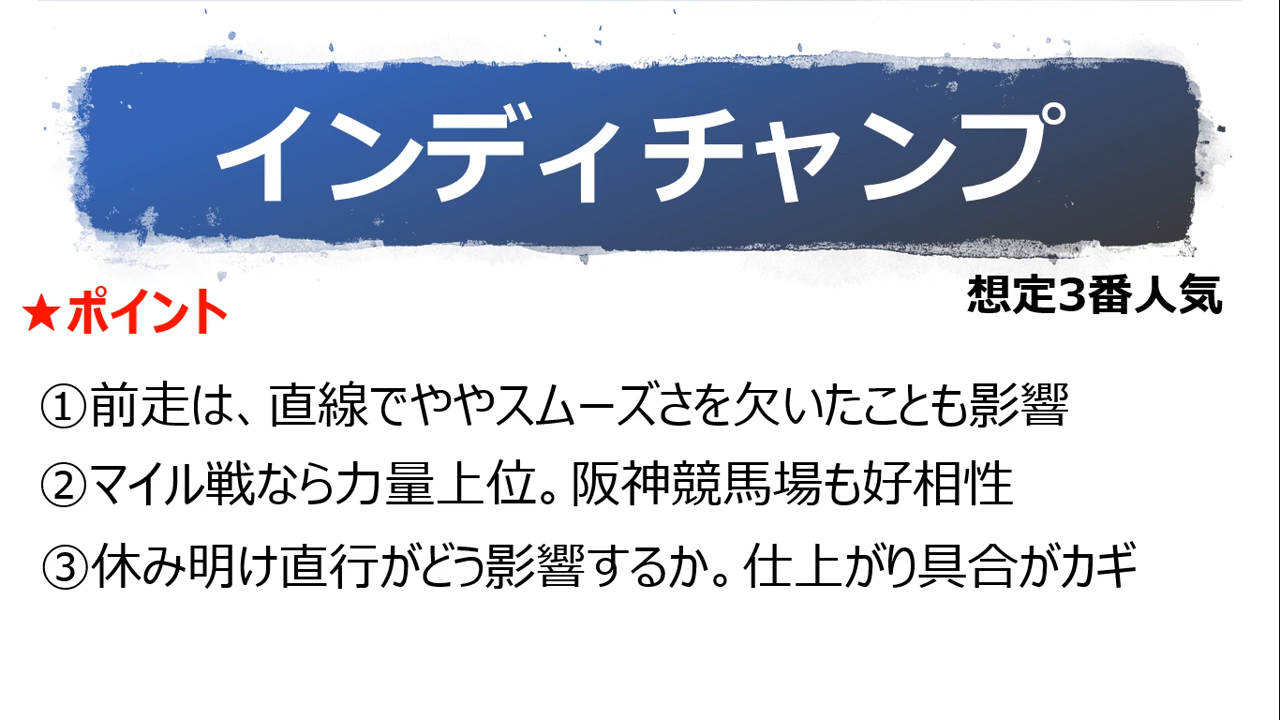 インディチャンプ
想定3番人気
★ポイント
①前走は、直線でややスムーズさを欠いたことも影響
②マイル戦なら力量上位。阪神競馬場も好相性
③休み明け直行がどう影響するか。仕上がり具合がカギ